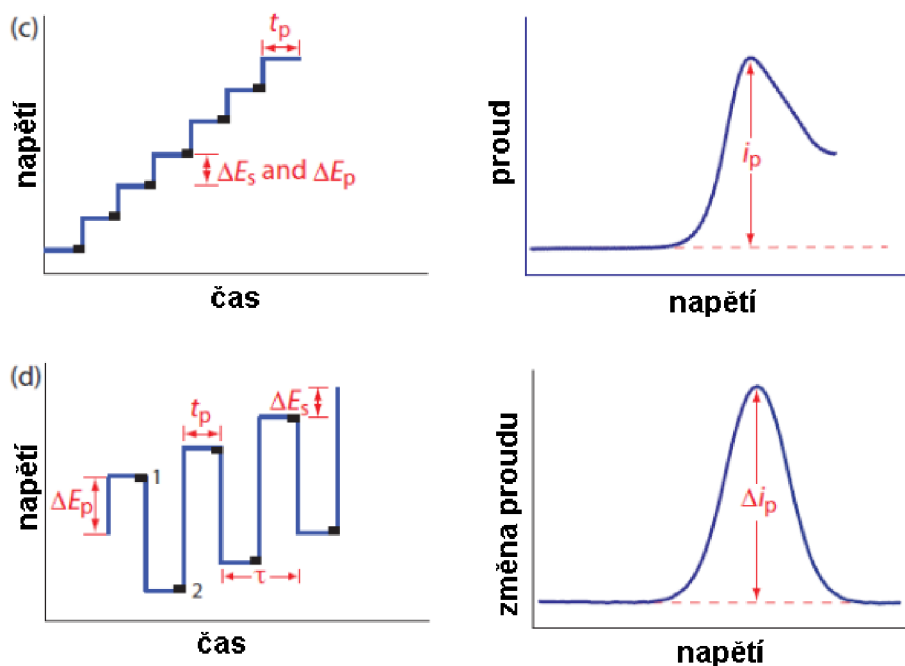 (c)
t_p
napětí
ΔE_s and ΔE_p
čas
proud
i_p
napětí
(d)
ΔE_s
t_p
napětí
ΔE_p
1
2
τ
čas
změna proudu
Δi_p
napětí